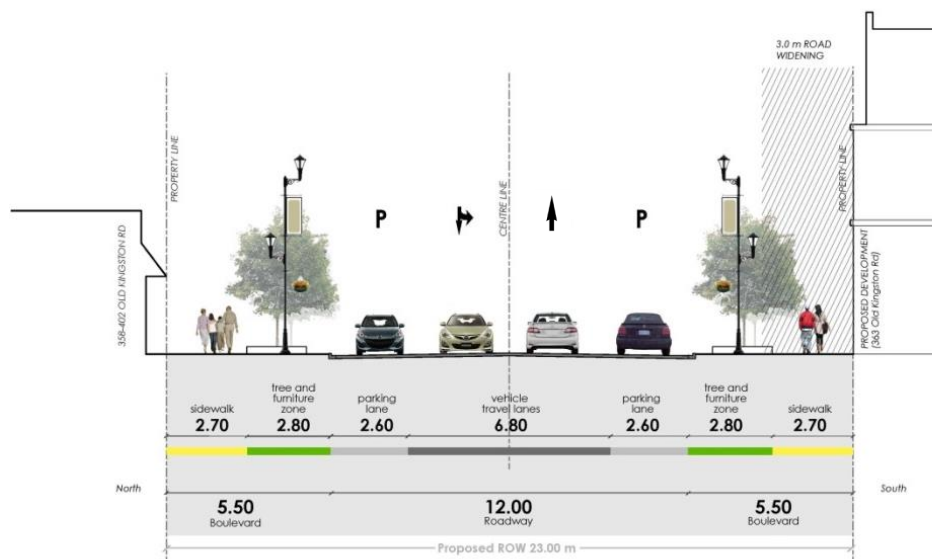 3.0 m ROAD
WIDENING
PROPERTY LINE
CENTRE LINE
PROPERTY LINE
358-402 OLD KINGSTON RD
PROPOSED DEVELOPMENT
(363 Old Kingston Rd)
P
P
sidewalk
2.70
tree and
furniture
zone
2.80
parking
lane
2.60
vehicle
travel lanes
6.80
parking
lane
2.60
tree and
furniture
zone
2.80
sidewalk
2.70
North
South
5.50
Boulevard
12.00
Roadway
5.50
Boulevard
Proposed ROW 23.00 m